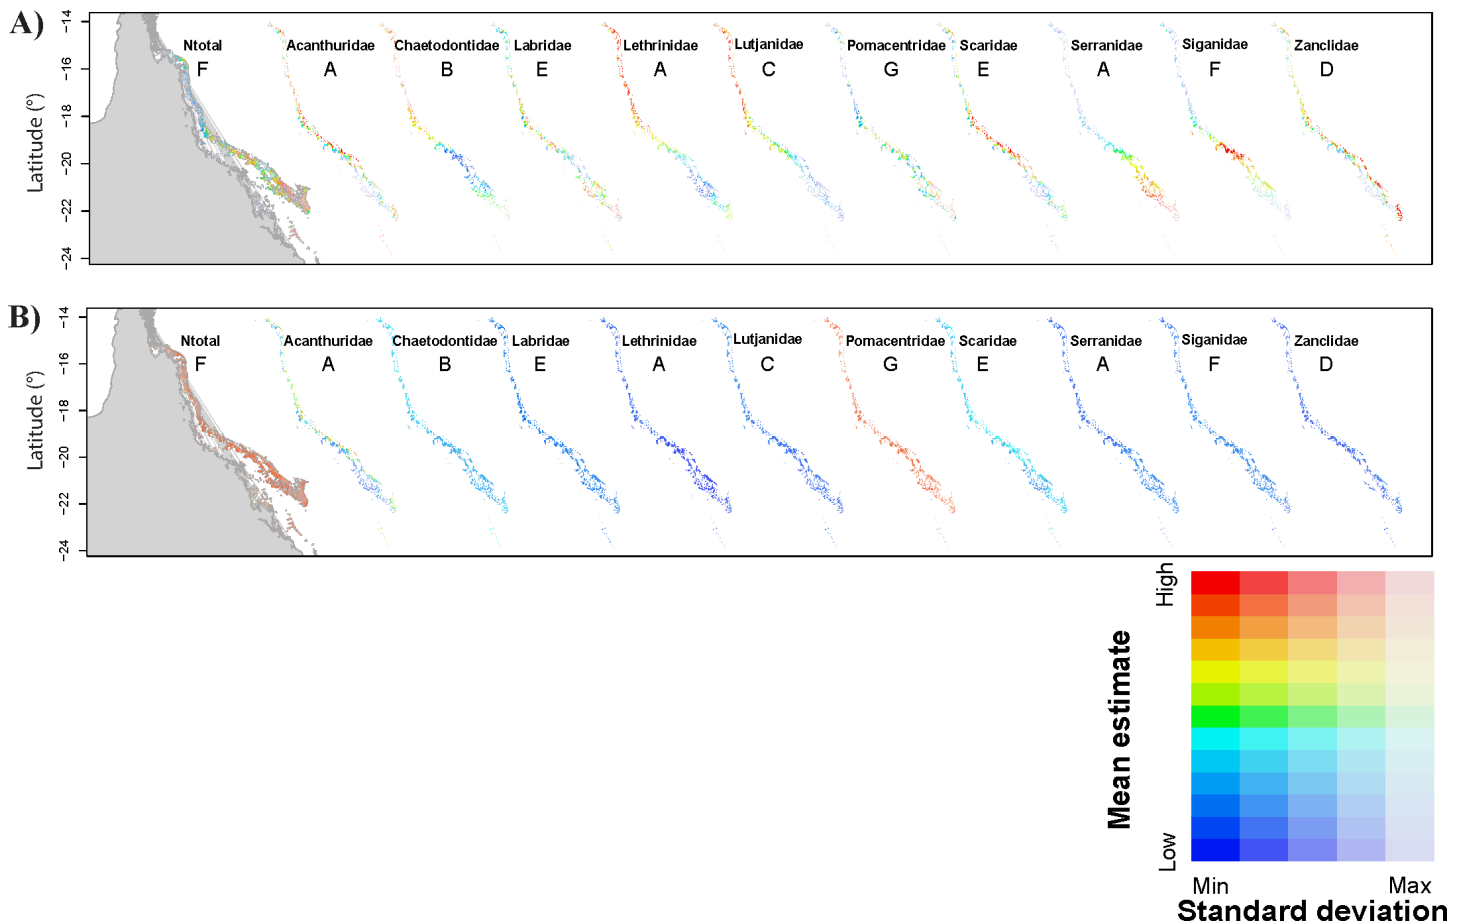 A)
Latitude (°)
−14
−16
−18
−20
−22
−24
Ntotal Acanthuridae Chaetodontidae Labridae Lethrinidae Lutjanidae Pomacentridae Scaridae Serranidae Siganidae Zanclidae
F A B E A C G E A F D
B)
Latitude (°)
−14
−16
−18
−20
−22
−24
Ntotal Acanthuridae Chaetodontidae Labridae Lethrinidae Lutjanidae Pomacentridae Scaridae Serranidae Siganidae Zanclidae
F A B E A C G E A F D
High
Mean estimate
Low
Min Max
Standard deviation